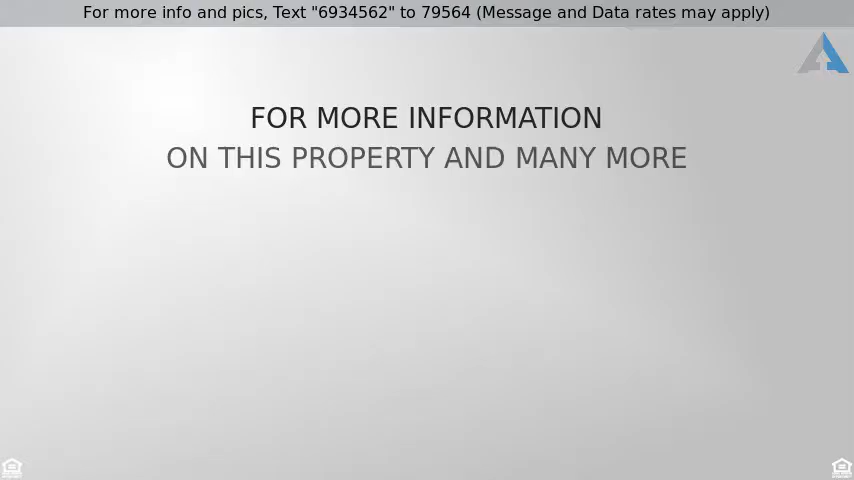 For more info and pics, Text "6934562" to 79564 (Message and Data rates may apply)
FOR MORE INFORMATION
ON THIS PROPERTY AND MANY MORE